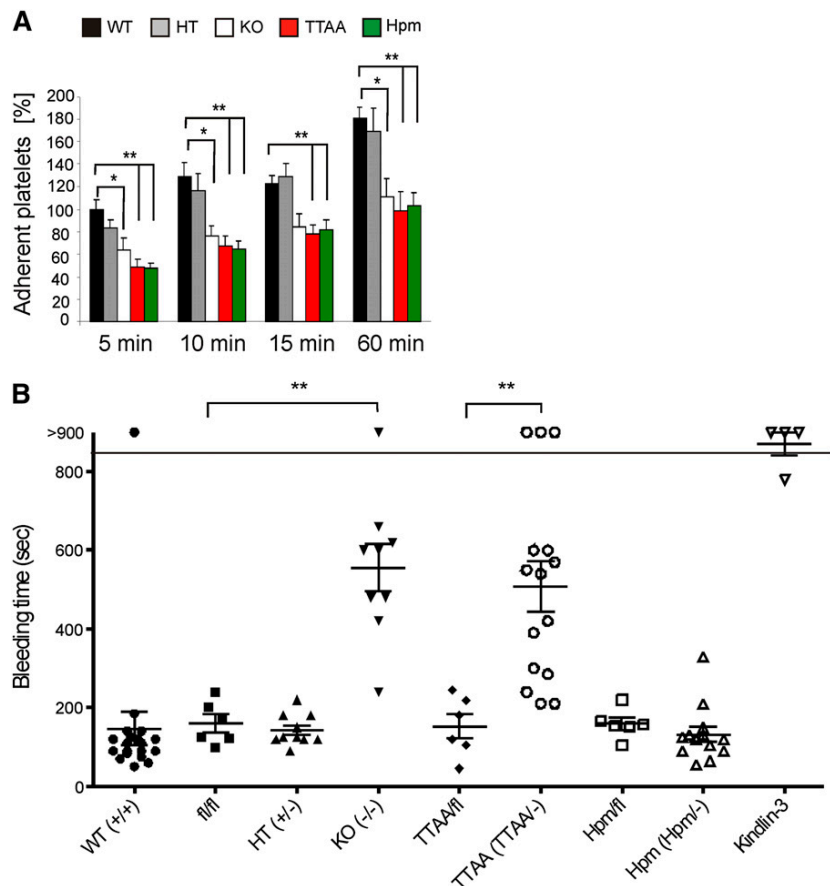 A
WT HT KO TTAA Hpm
Adherent platelets [%]
200
180
160
140
120
100
80
60
40
20
0
** * ** * ** ** *
5 min 10 min 15 min 60 min
B
** **
Bleeding time (sec)
>900
800
600
400
200
0
WT (+/+)
fl/fl
HT (+/-)
KO (-/-)
TTAA/fl
TTAA (TTAA/-)
Hpm/fl
Hpm (Hpm/-)
Kindlin-3